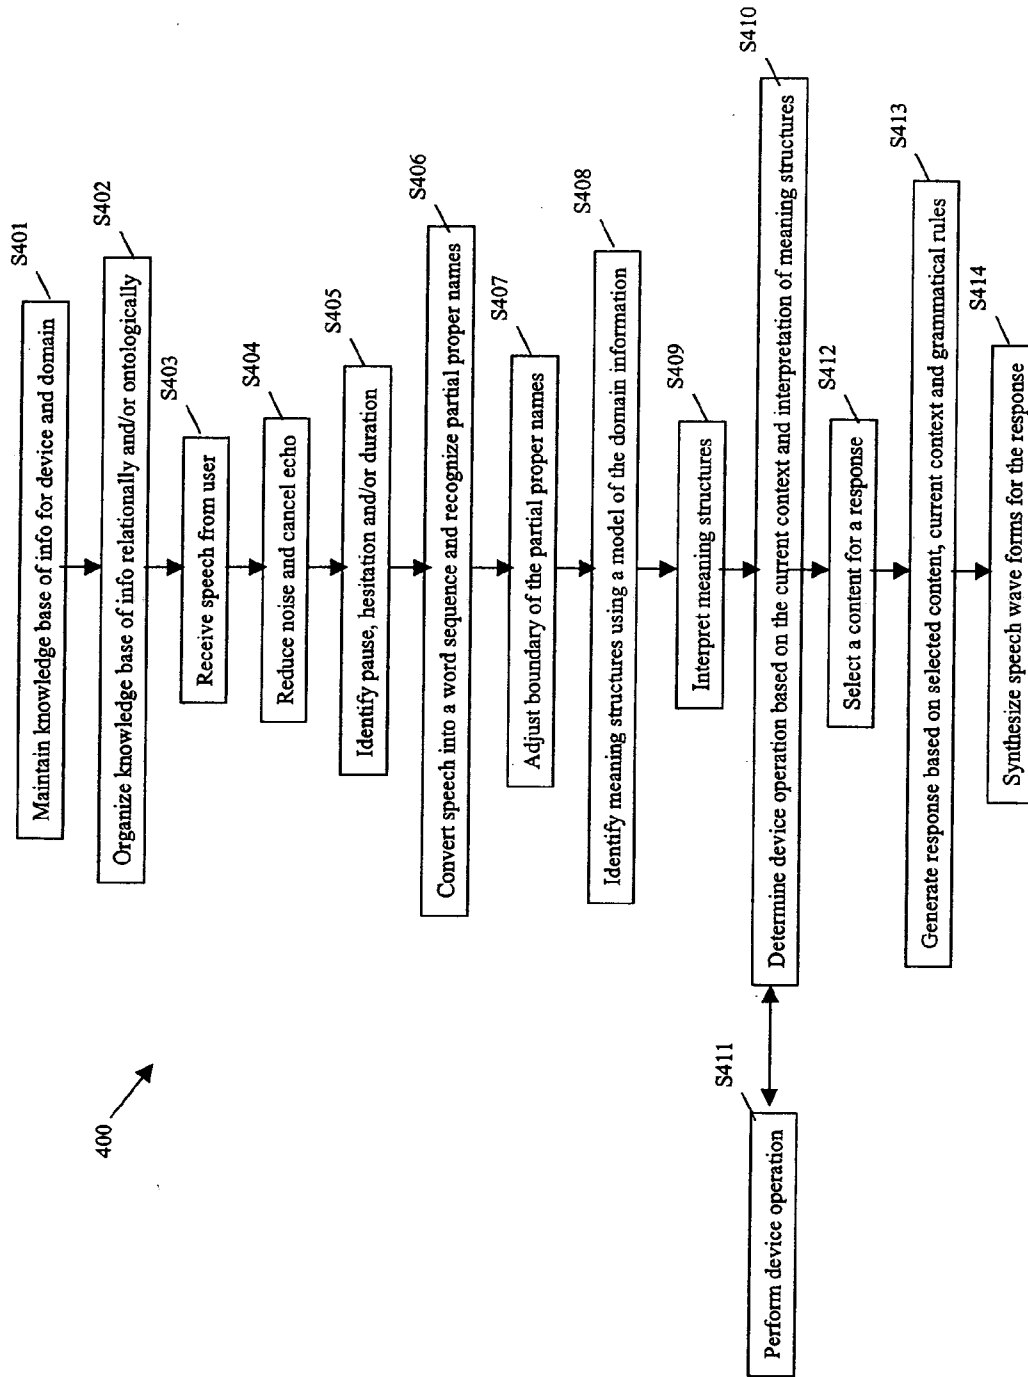 400
S401
Maintain knowledge base of info for device and domain
S402
Organize knowledge base of info relationally and/or ontologically
S403
Receive speech from user
S404
Reduce noise and cancel echo
S405
Identify pause, hesitation and/or duration
S406
Convert speech into a word sequence and recognize partial proper names
S407
Adjust boundary of the partial proper names
S408
Identify meaning structures using a model of the domain information
S409
Interpret meaning structures
S410
Determine device operation based on the current context and interpretation of meaning structures
S411
Perform device operation
S412
Select a content for a response
S413
Generate response based on selected content, current context and grammatical rules
S414
Synthesize speech wave forms for the response